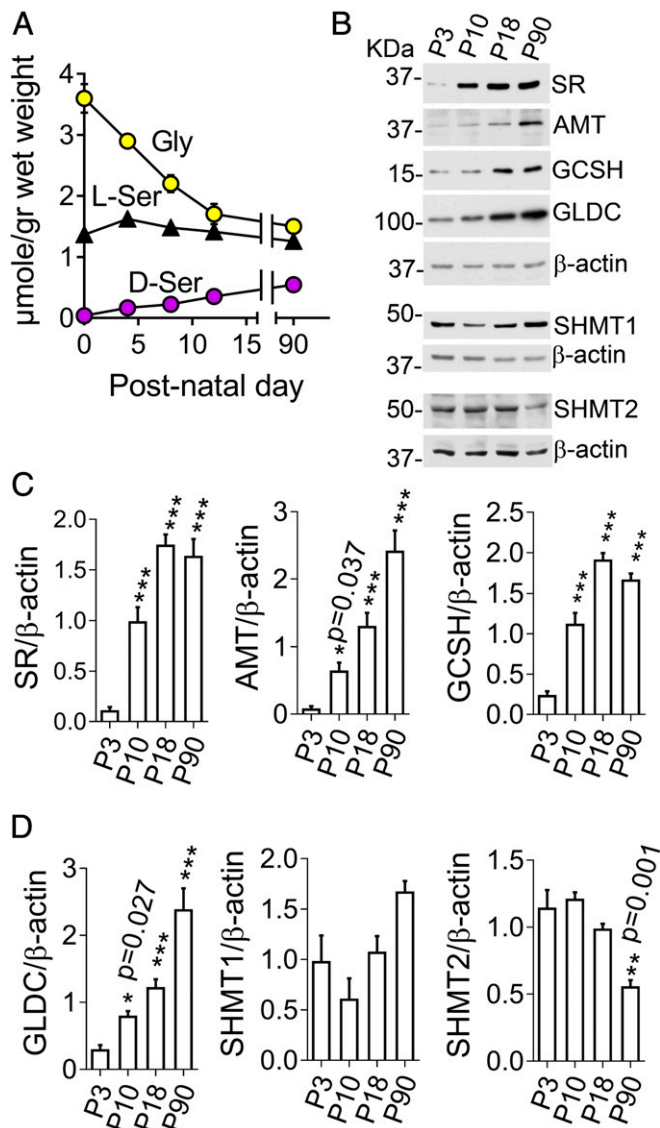 A
μmole/gr wet weight
4
3
2
1
0
Gly
L-Ser
D-Ser
0 5 10 15 90
Post-natal day
B
KDa P3 P10 P18 P90
37- SR
37- AMT
15- GCSH
100- GLDC
37- β-actin
50- SHMT1
37- β-actin
50- SHMT2
37- β-actin
C
SR/β-actin
2.0
1.5
1.0
0.5
0.0
***
***
***
P3 P10 P18 P90
AMT/β-actin
3
2
1
0
* p=0.037
***
***
P3 P10 P18 P90
GCSH/β-actin
2.5
2.0
1.5
1.0
0.5
0.0
***
***
***
P3 P10 P18 P90
D
GLDC/β-actin
3
2
1
0
* p=0.027
***
***
P3 P10 P18 P90
SHMT1/β-actin
2.0
1.5
1.0
0.5
0.0
P3 P10 P18 P90
SHMT2/β-actin
1.5
1.0
0.5
0.0
** p=0.001
P3 P10 P18 P90